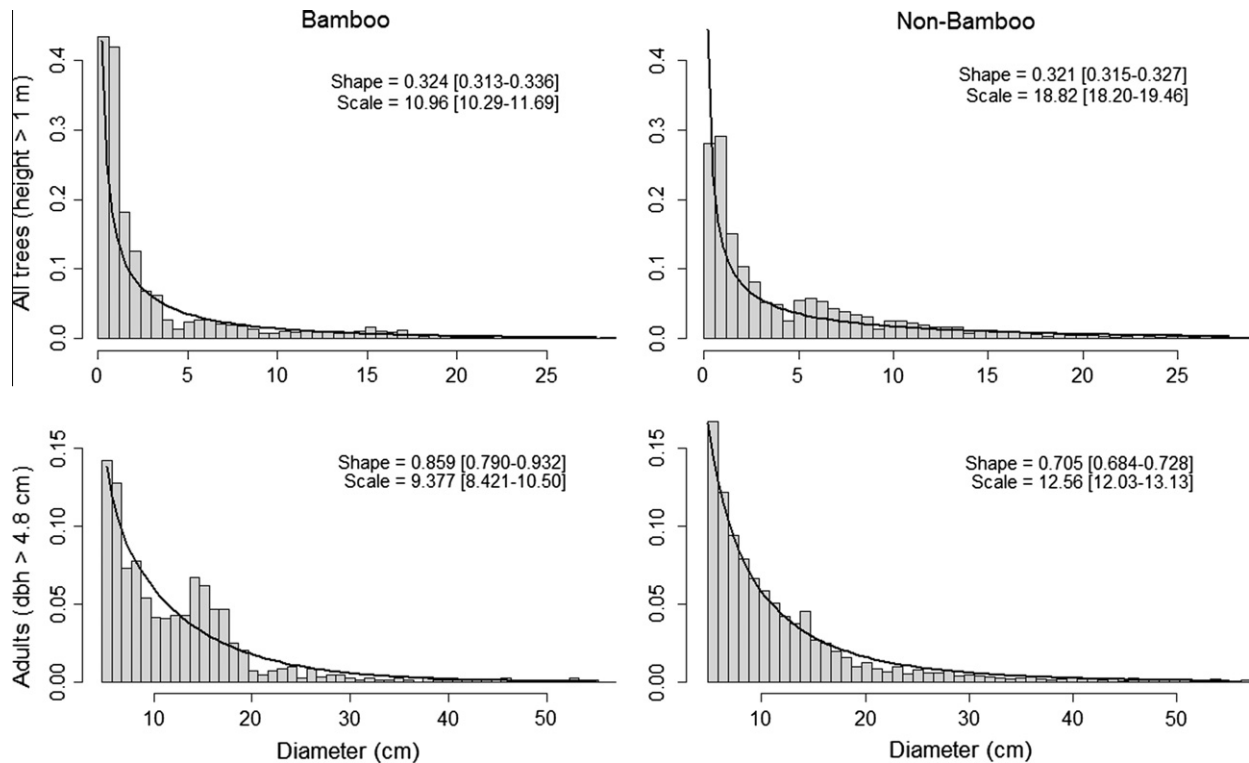 Bamboo
Non-Bamboo
All trees (height > 1 m)
0.0 0.1 0.2 0.3 0.4
Shape = 0.324 [0.313-0.336]
Scale = 10.96 [10.29-11.69]
0 5 10 15 20 25
0.0 0.1 0.2 0.3 0.4
Shape = 0.321 [0.315-0.327]
Scale = 18.82 [18.20-19.46]
0 5 10 15 20 25
Adults (dbh > 4.8 cm)
0.00 0.05 0.10 0.15
Shape = 0.859 [0.790-0.932]
Scale = 9.377 [8.421-10.50]
10 20 30 40 50
Diameter (cm)
0.00 0.05 0.10 0.15
Shape = 0.705 [0.684-0.728]
Scale = 12.56 [12.03-13.13]
10 20 30 40 50
Diameter (cm)